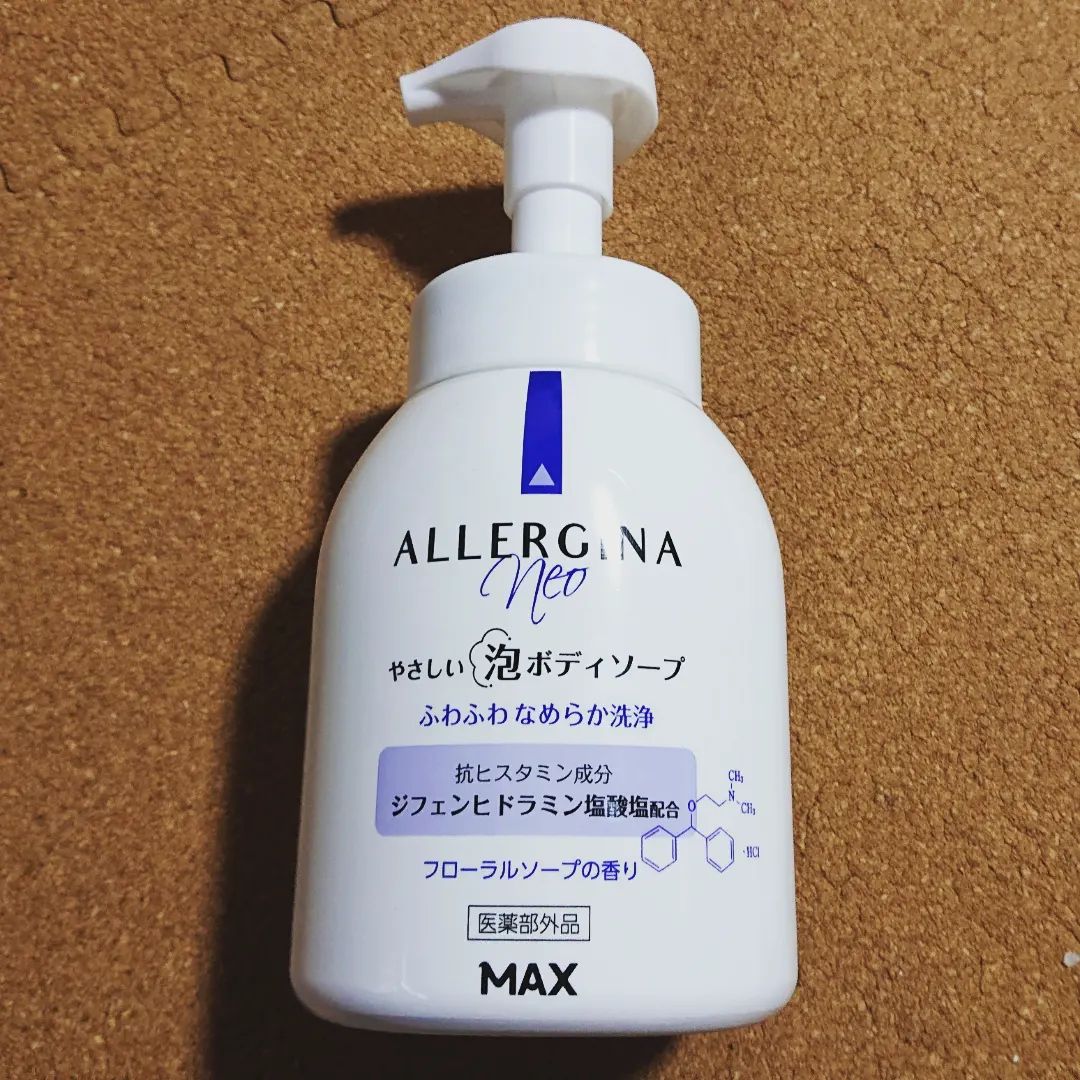 ALLERGINA
Neo
やさしい泡ボディソープ
ふわふわ なめらか洗浄
抗ヒスタミン成分
ジフェンヒドラミン塩酸塩配合
CH₃
N
CH₃
O
·HCl
フローラルソープの香り
医薬部外品
MAX